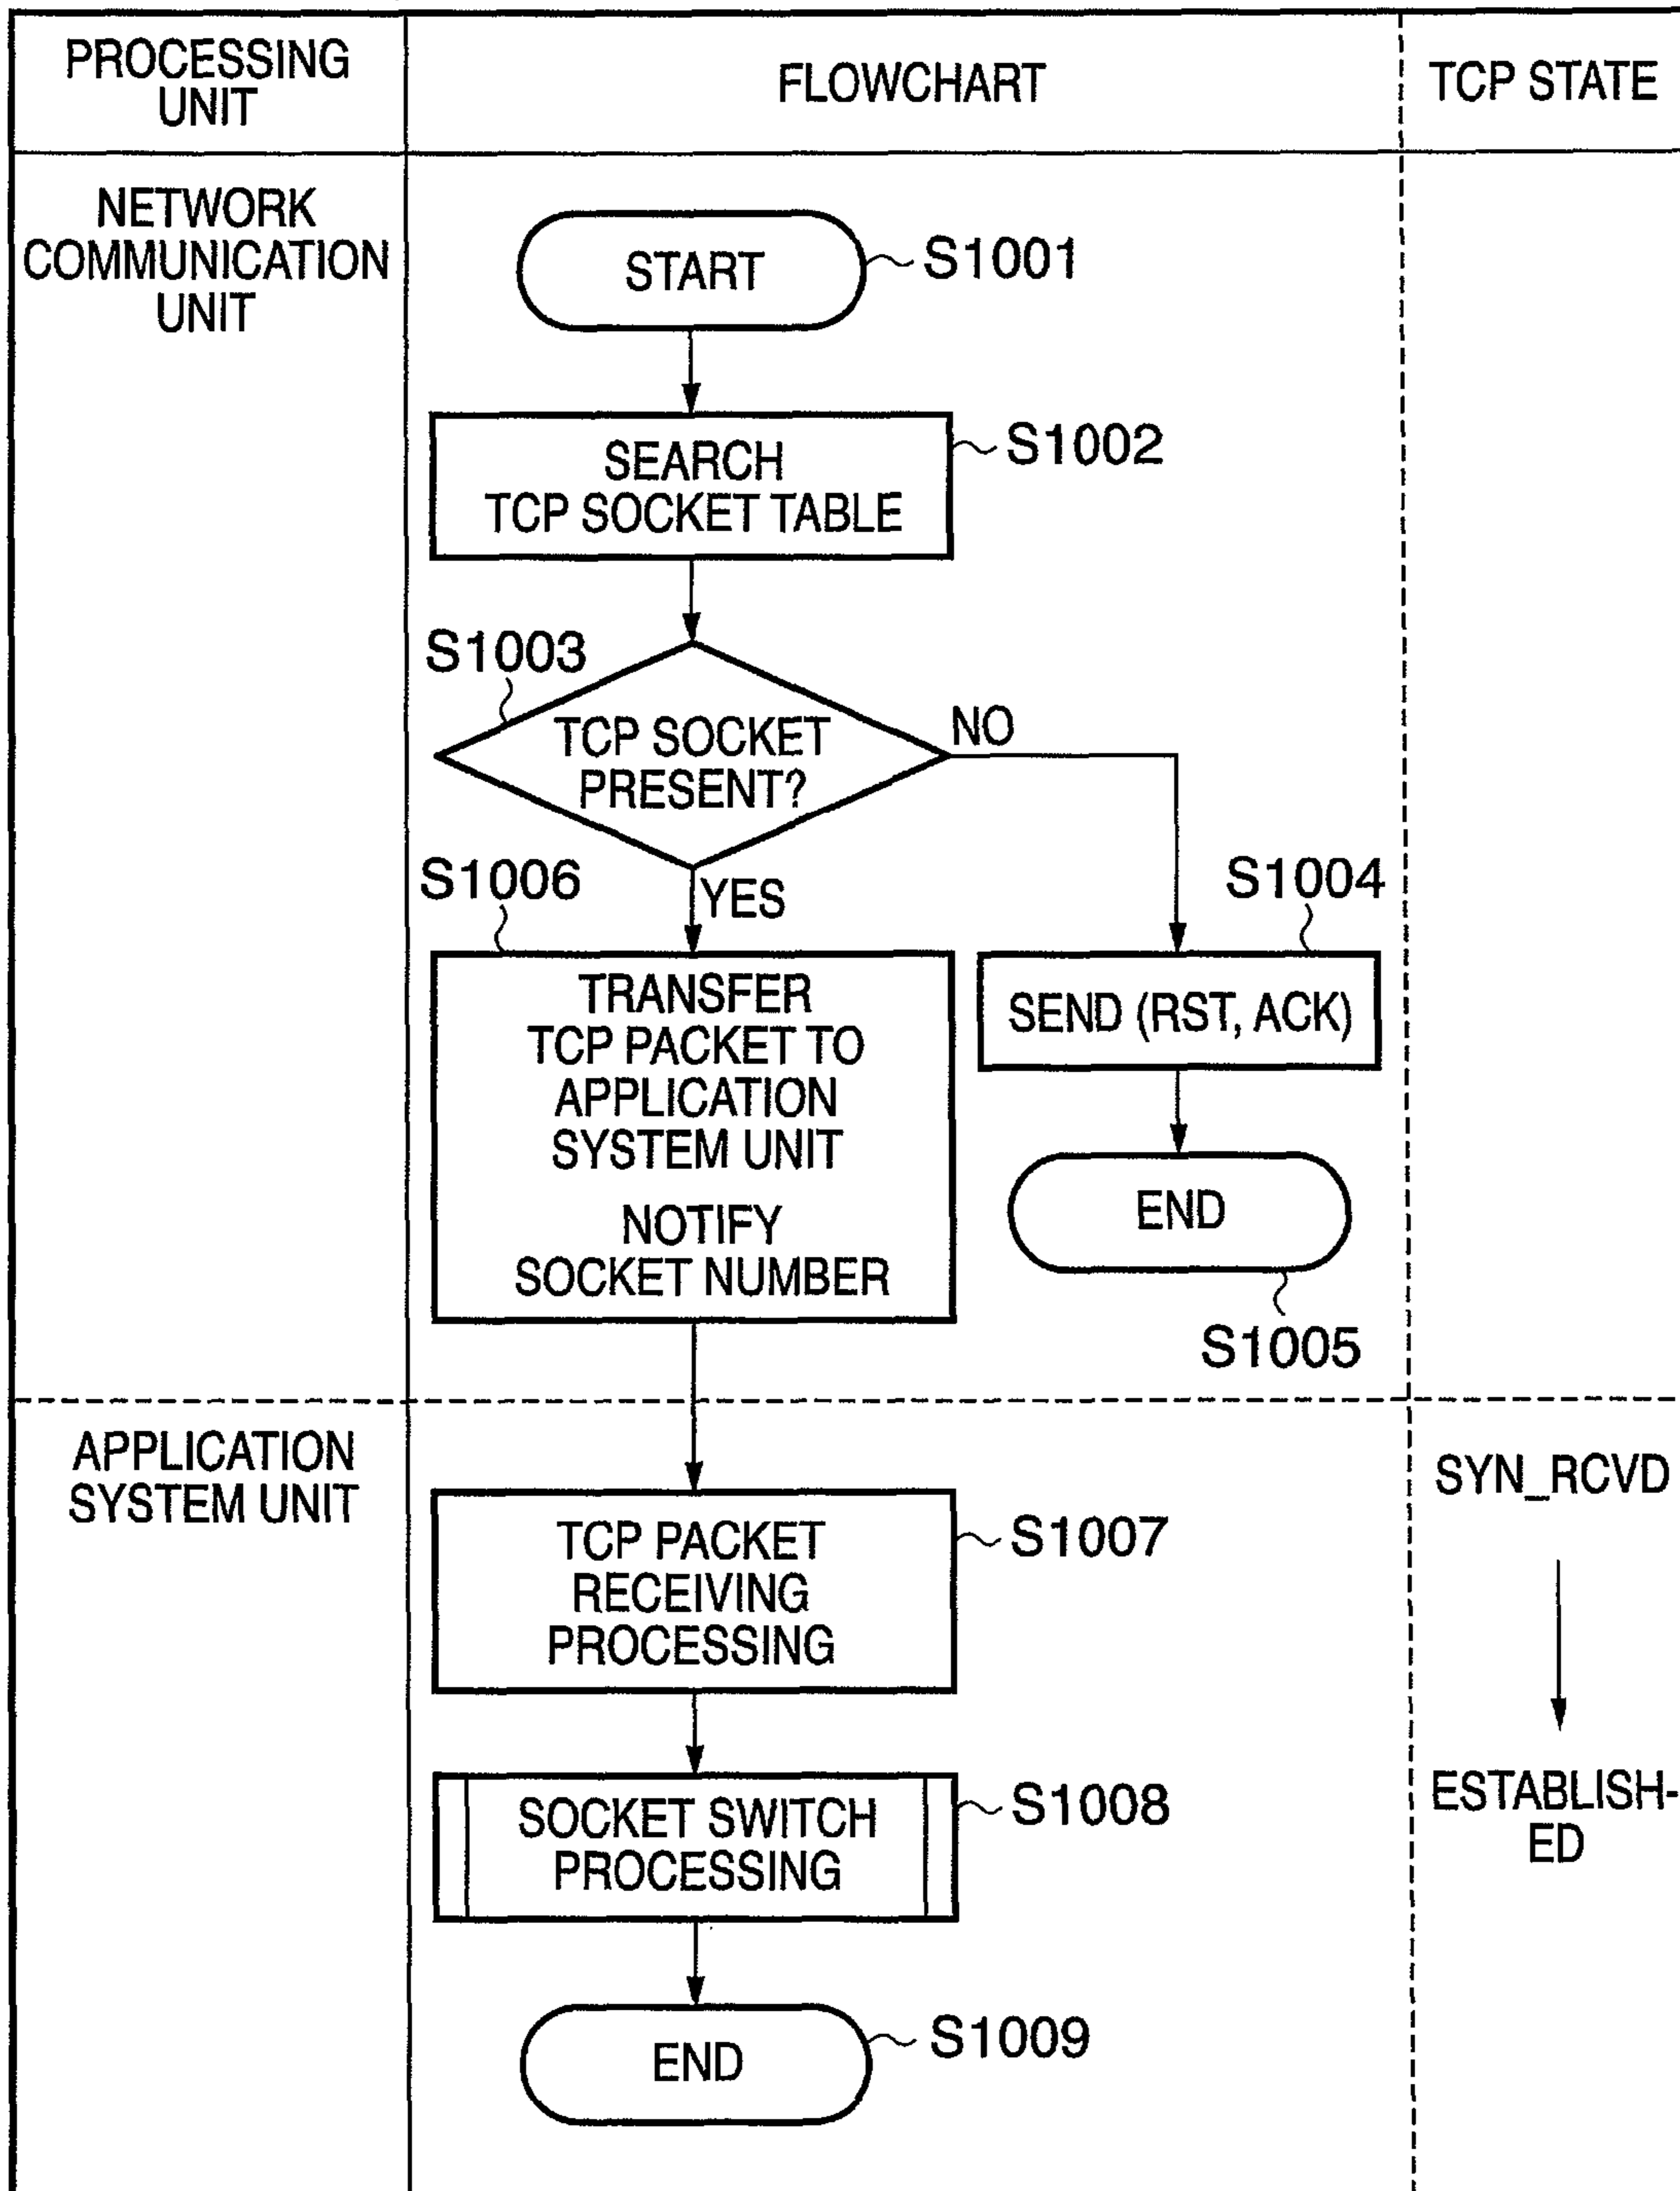 PROCESSING
UNIT
FLOWCHART
TCP STATE
NETWORK
COMMUNICATION
UNIT
START
S1001
SEARCH
TCP SOCKET TABLE
S1002
S1003
TCP SOCKET
PRESENT?
NO
YES
S1006
S1004
TRANSFER
TCP PACKET TO
APPLICATION
SYSTEM UNIT
NOTIFY
SOCKET NUMBER
SEND (RST, ACK)
END
S1005
APPLICATION
SYSTEM UNIT
TCP PACKET
RECEIVING
PROCESSING
S1007
SYN_RCVD
SOCKET SWITCH
PROCESSING
S1008
ESTABLISH-
ED
END
S1009